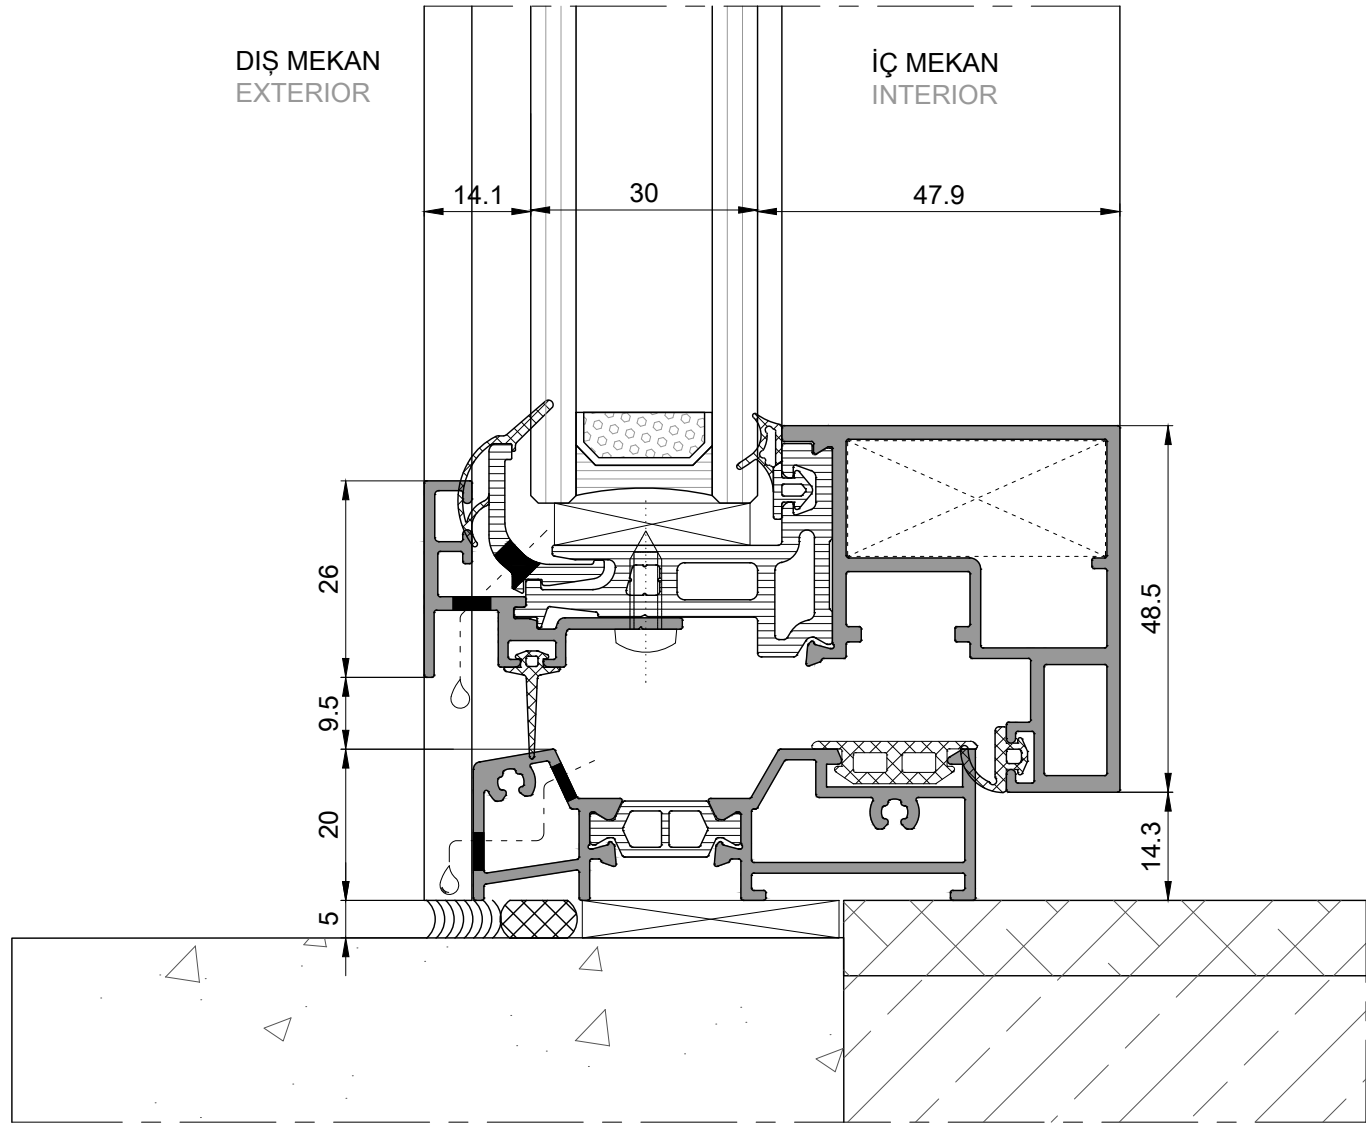 DIŞ MEKAN
EXTERIOR
İÇ MEKAN
INTERIOR
14.1
30
47.9
26
9.5
20
5
48.5
14.3